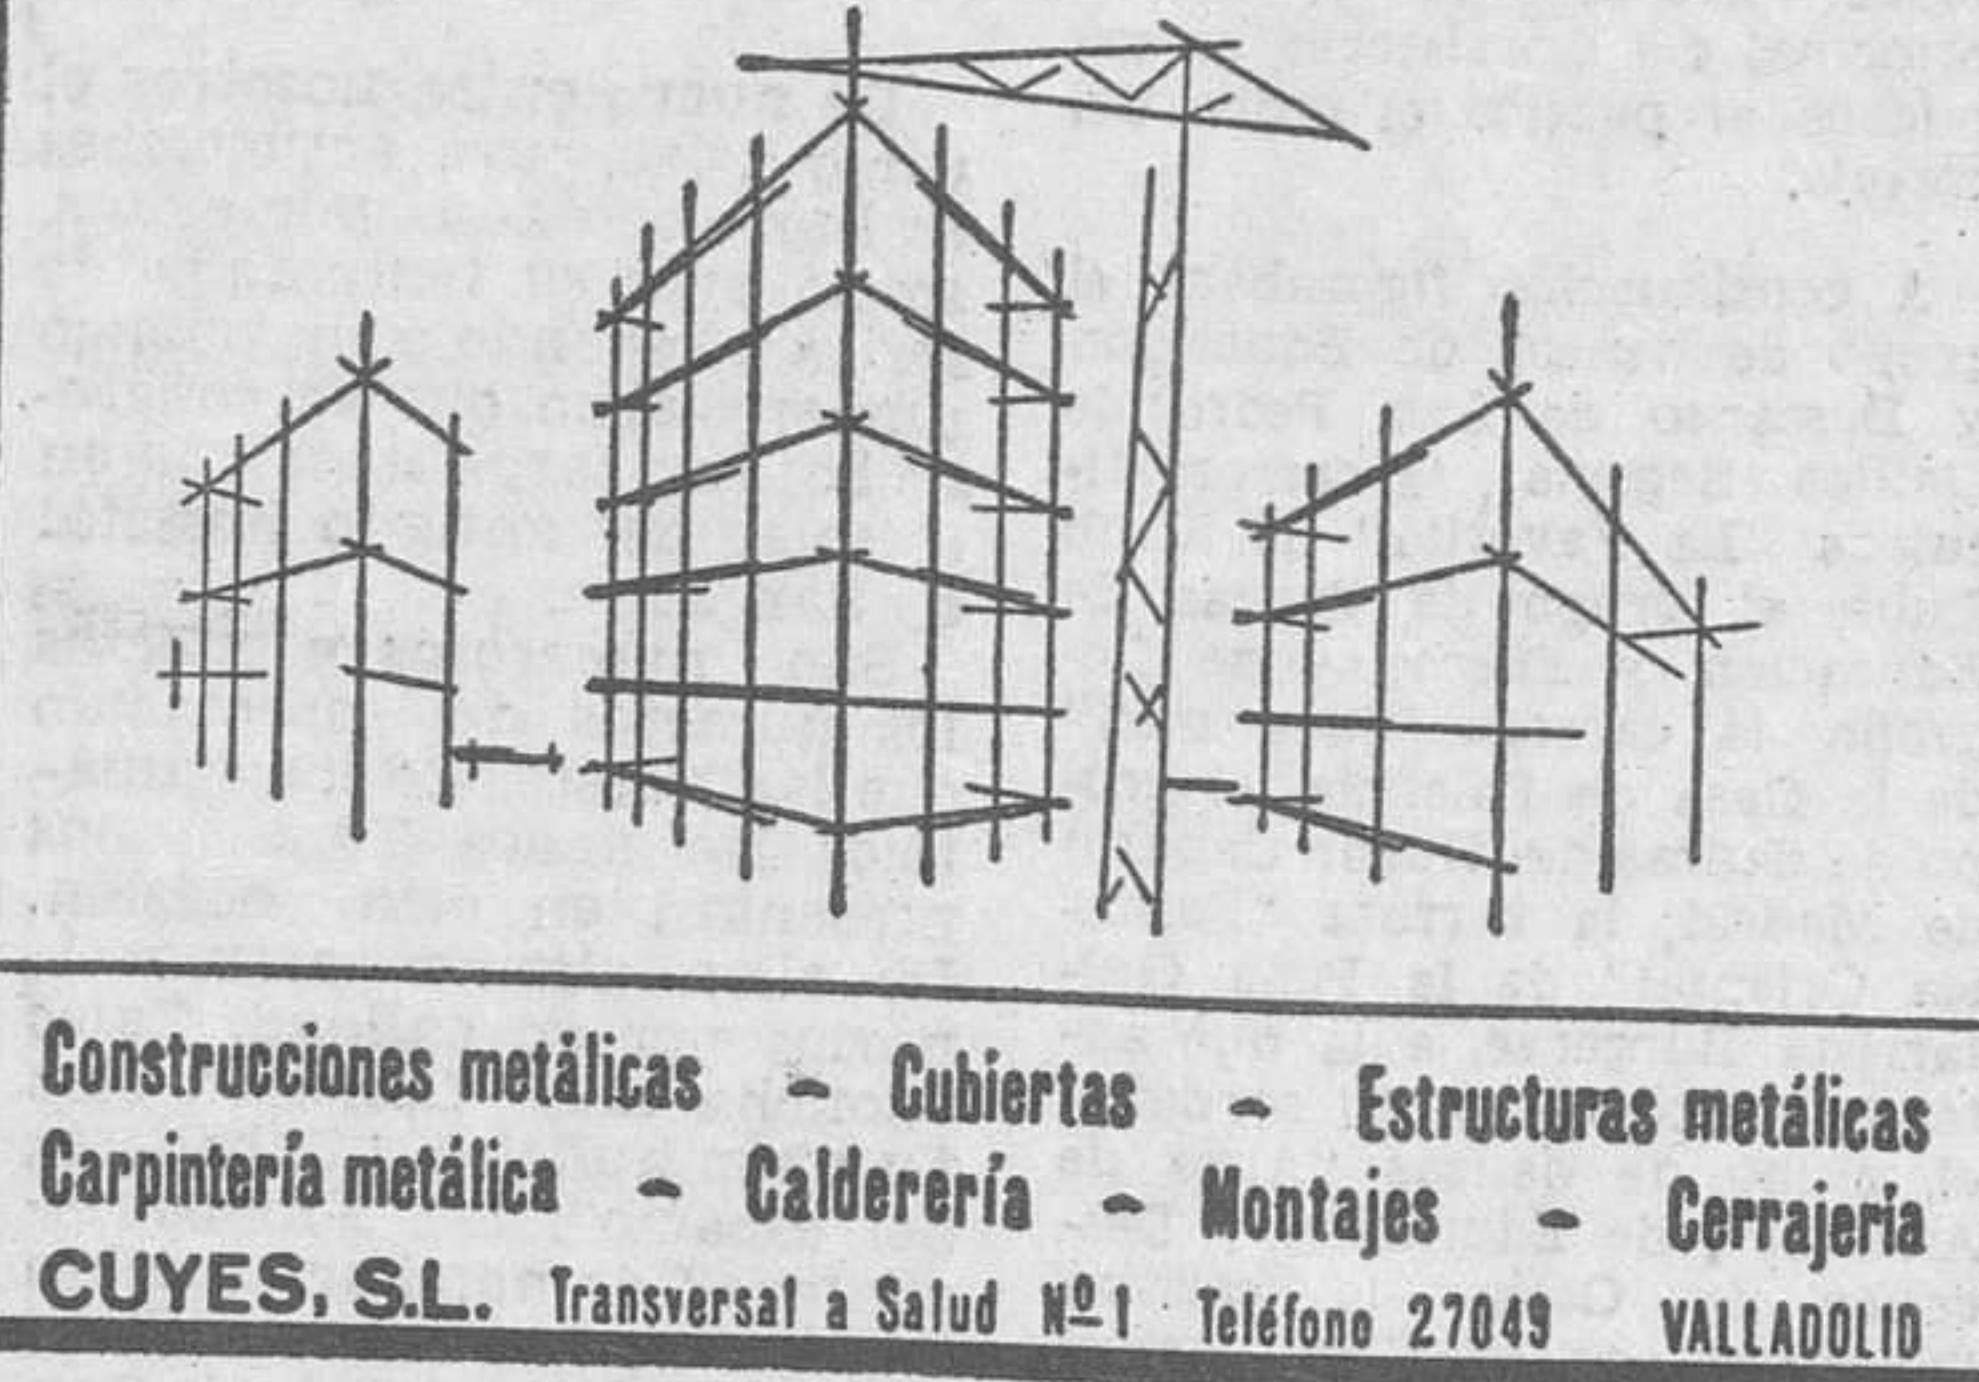 Construcciones metálicas - Cubiertas - Estructuras metálicas
Carpintería metálica - Calderería - Montajes - Cerrajería
CUYES, S.L. Transversal a Salud Nº 1 Teléfono 27049 VALLADOLID